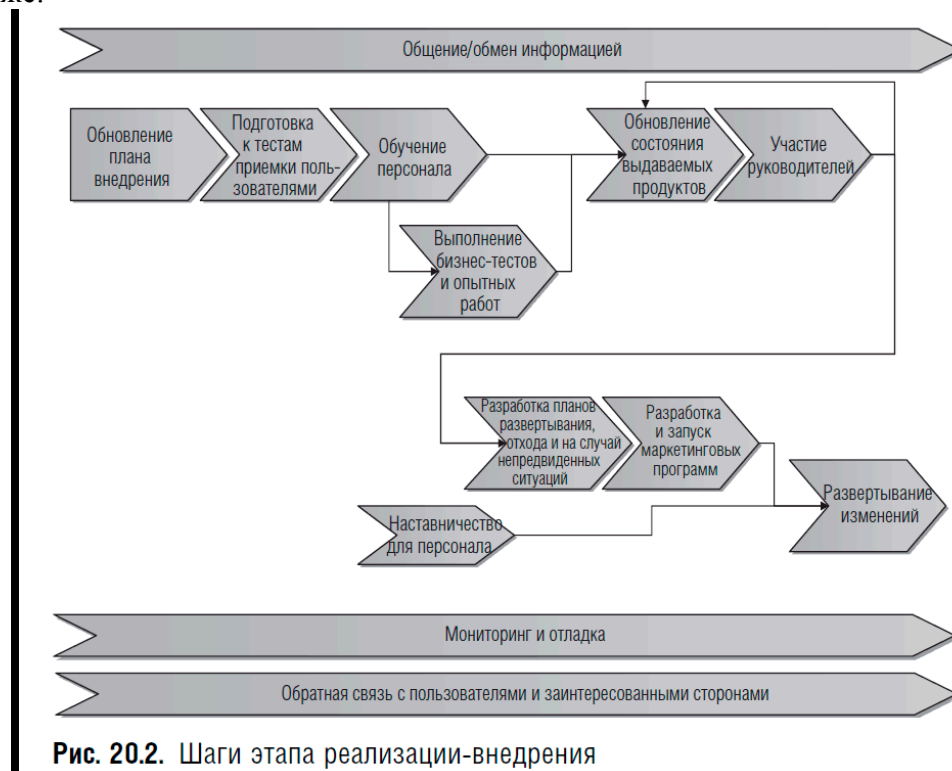 Общение/обмен информацией
Обновление
плана
внедрения
Подготовка
к тестам
приемки поль-
зователями
Обучение
персонала
Обновление
состояния
выдаваемых
продуктов
Участие
руководителей
Выполнение
бизнес-тестов
и опытных
работ
Разработка планов
развертывания,
отхода и на случай
непредвиденных
ситуаций
Разработка
и запуск
маркетинговых
программ
Развертывание
изменений
Наставничество
для персонала
Мониторинг и отладка
Обратная связь с пользователями и заинтересованными сторонами
Рис. 20.2. Шаги этапа реализации-внедрения